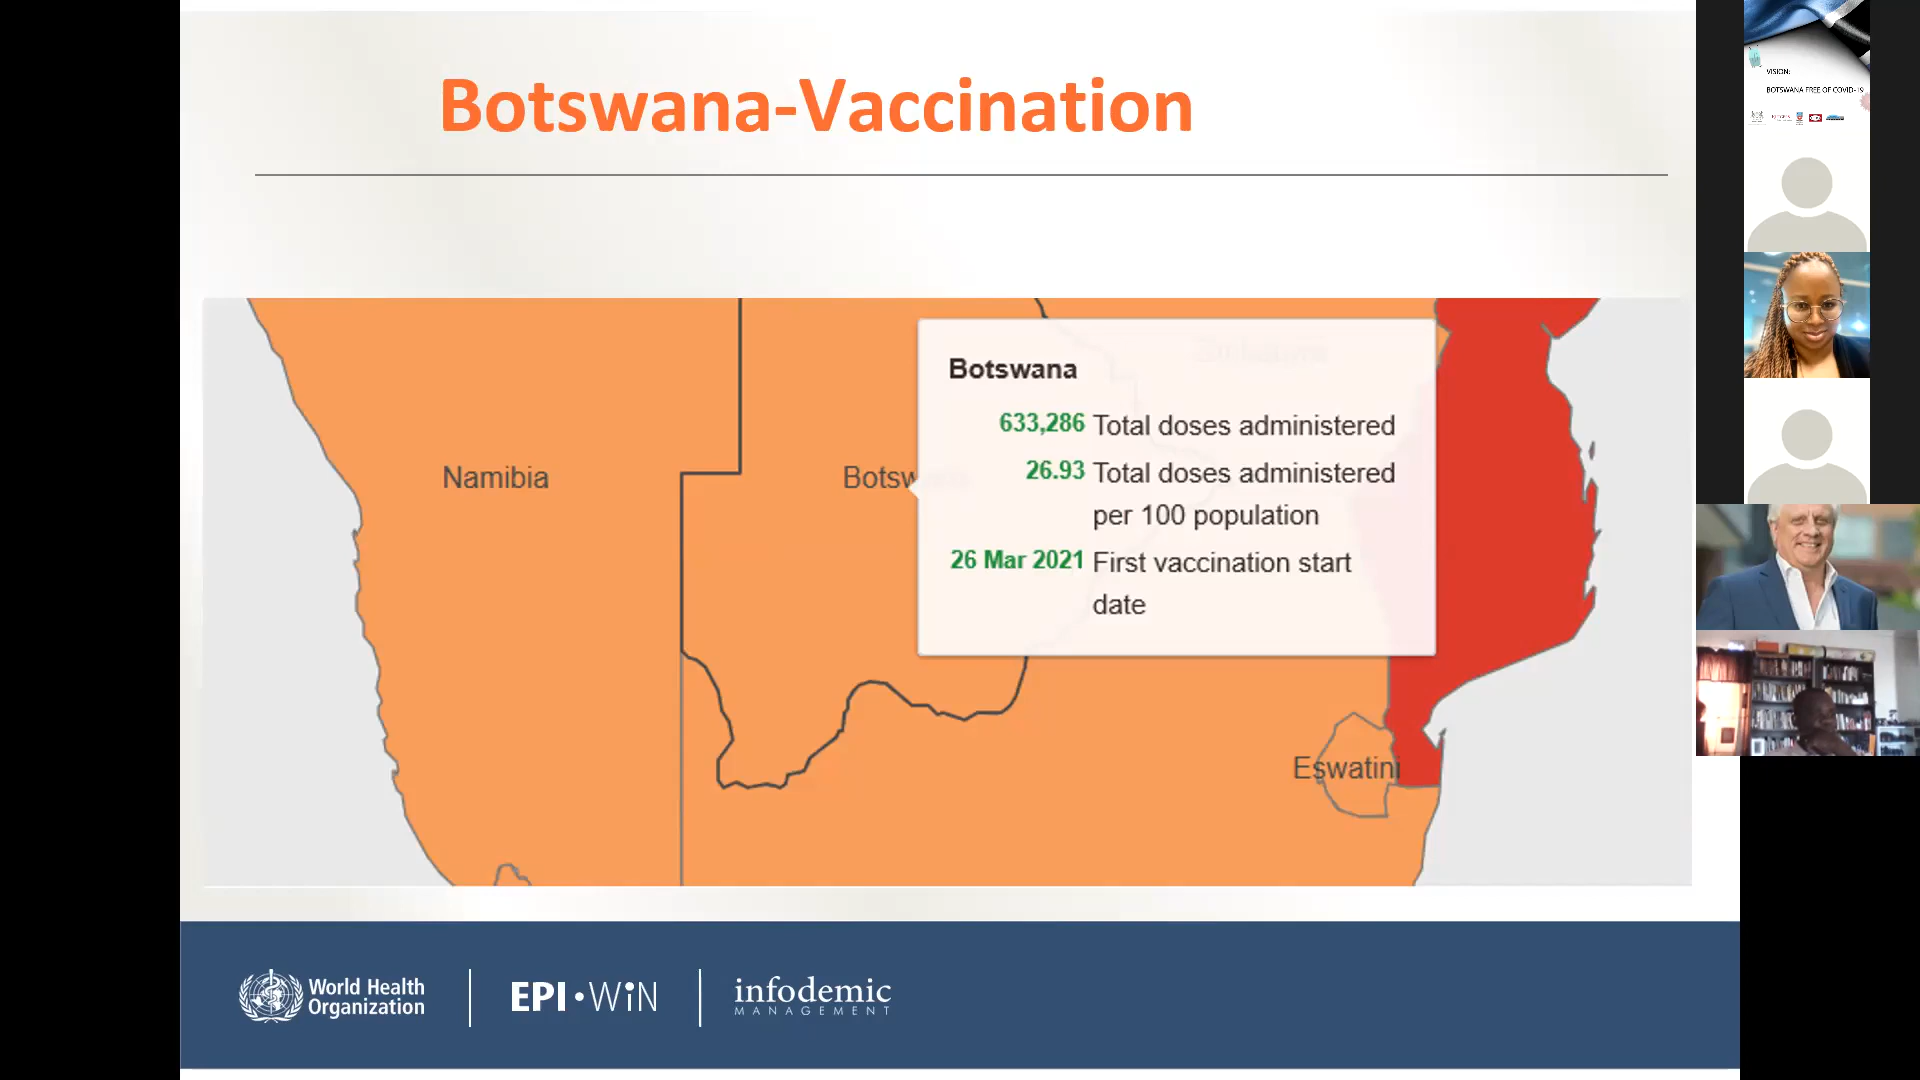 Botswana-Vaccination
Namibia
Botsw
Botswana
633,286 Total doses administered
26.93 Total doses administered
per 100 population
26 Mar 2021 First vaccination start
date
Eswatini
World Health
Organization
EPI•WiN
infodemic
MANAGEMENT
VISION:
BOTSWANA FREE OF COVID-19